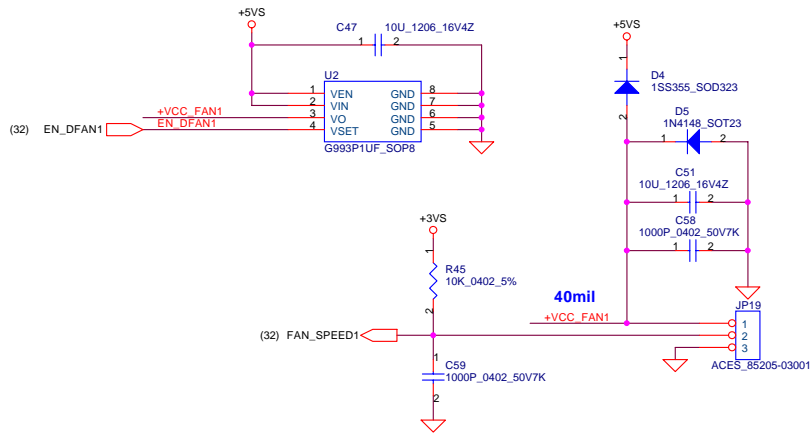 +5VS
C47
10U_1206_16V4Z
1
2
U2
1 VEN GND 8
2 VIN GND 7
3 VO GND 6
4 VSET GND 5
G993P1UF_SOP8
+VCC_FAN1
(32) EN_DFAN1 EN_DFAN1
+5VS
1
D4
1SS355_SOD323
2
D5
1N4148_SOT23
1 2
C51
10U_1206_16V4Z
1 2
C58
1000P_0402_50V7K
1 2
+3VS
1
R45
10K_0402_5%
2
40mil
+VCC_FAN1
JP19
1
2
3
ACES_85205-03001
(32) FAN_SPEED1
1
C59
1000P_0402_50V7K
2